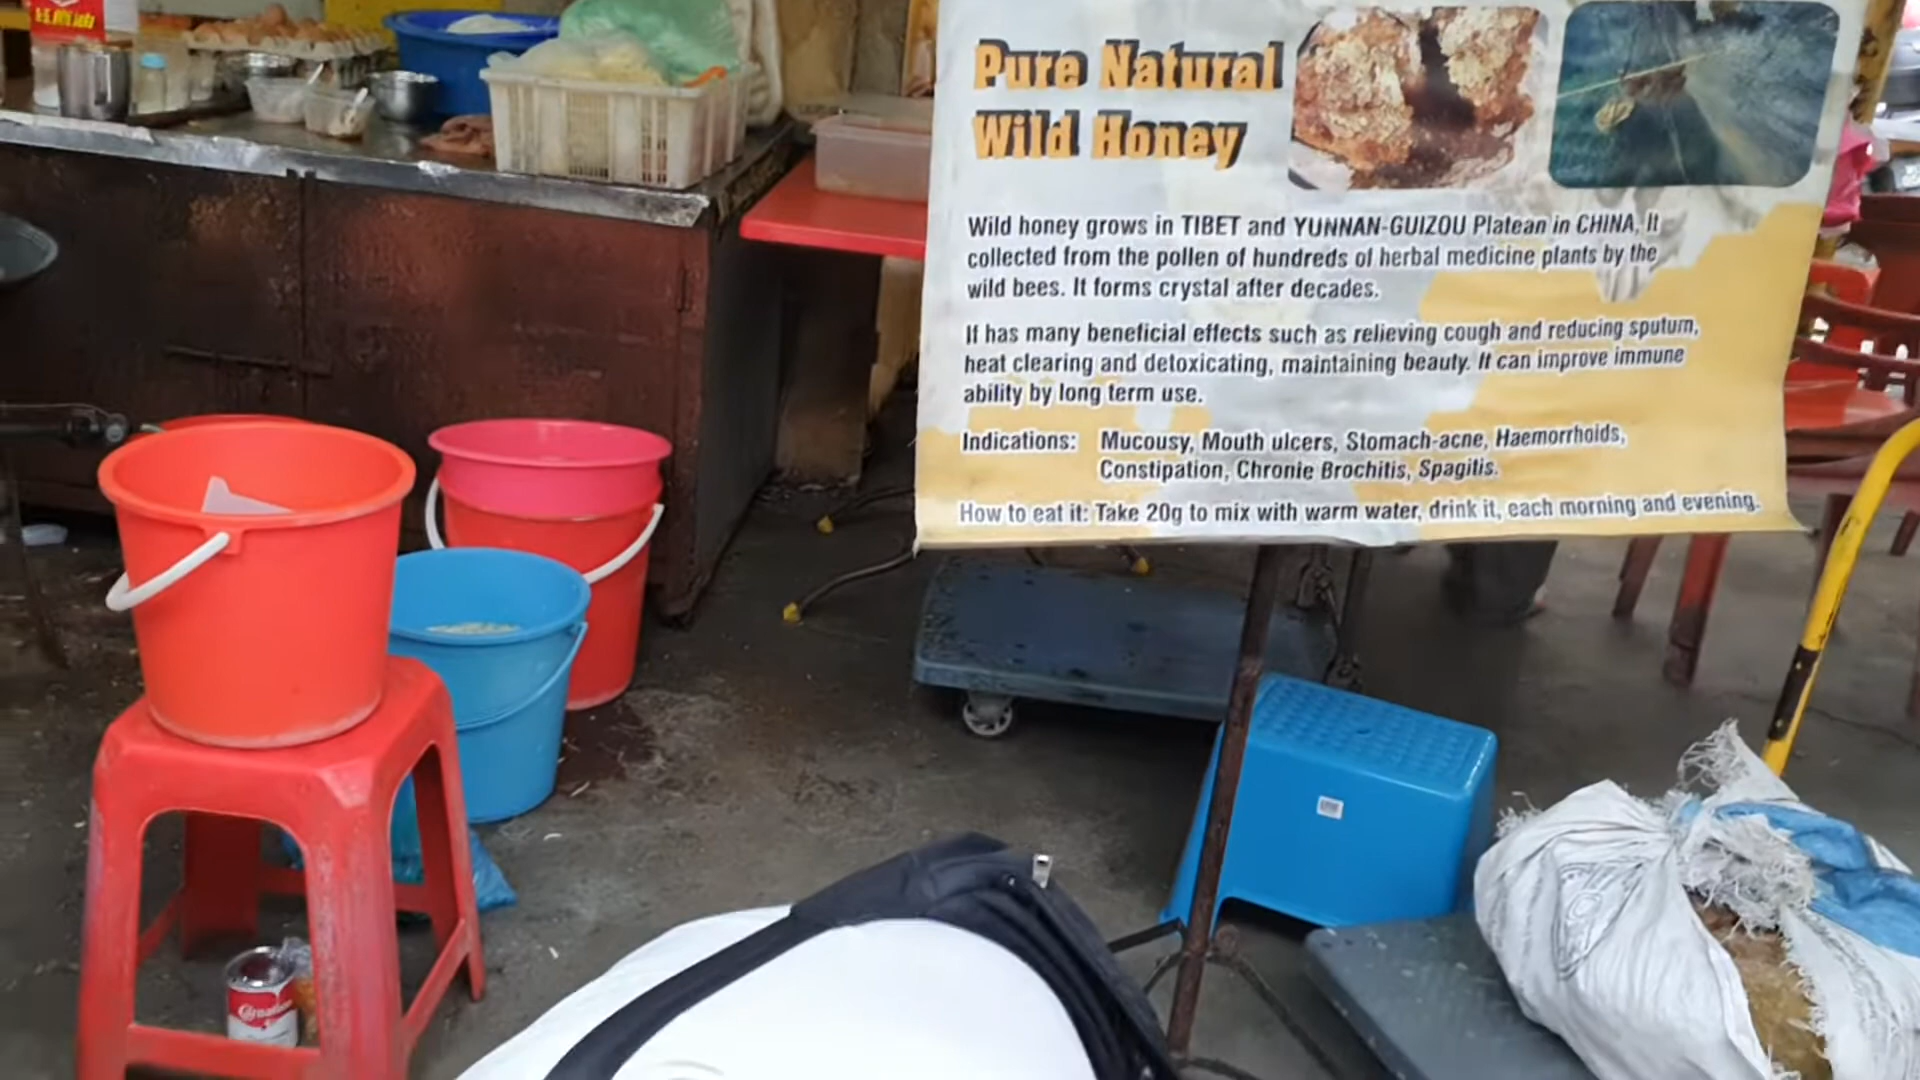 Pure Natural
Wild Honey
Wild honey grows in TIBET and YUNNAN-GUIZOU Platean in CHINA, It
collected from the pollen of hundreds of herbal medicine plants by the
wild bees. It forms crystal after decades.
If has many beneficial effects such as relieving cough and reducing sputum,
heat clearing and detoxicating, maintaining beauty. It can improve immune
ability by long term use.
Indications: Mucousy, Mouth ulcers, Stomach-acne, Haemorrhoids,
Constipation, Chronie Brochitis, Spagitis.
How to eat it: Take 20g to mix with warm water, drink it, each morning and evening.
Carnation